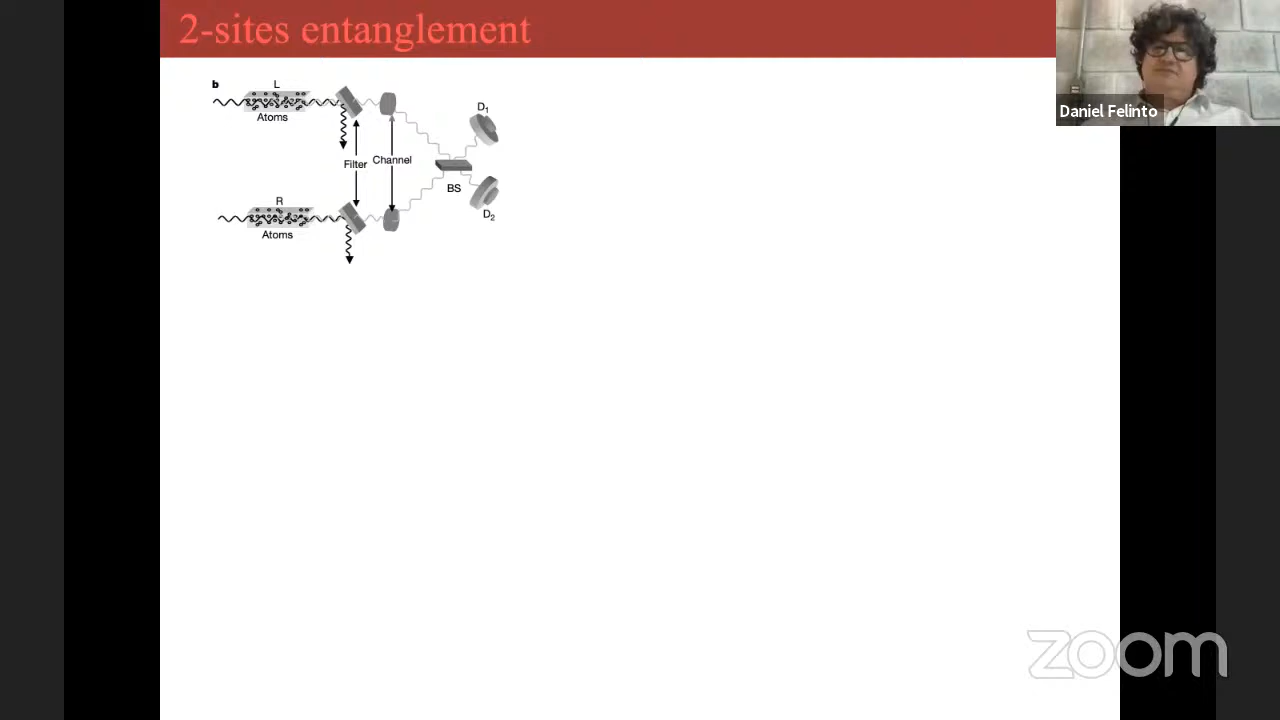 2-sites entanglement
b
L
Atoms
D1
Filter
Channel
BS
R
D2
Atoms
Daniel Felinto
zoom